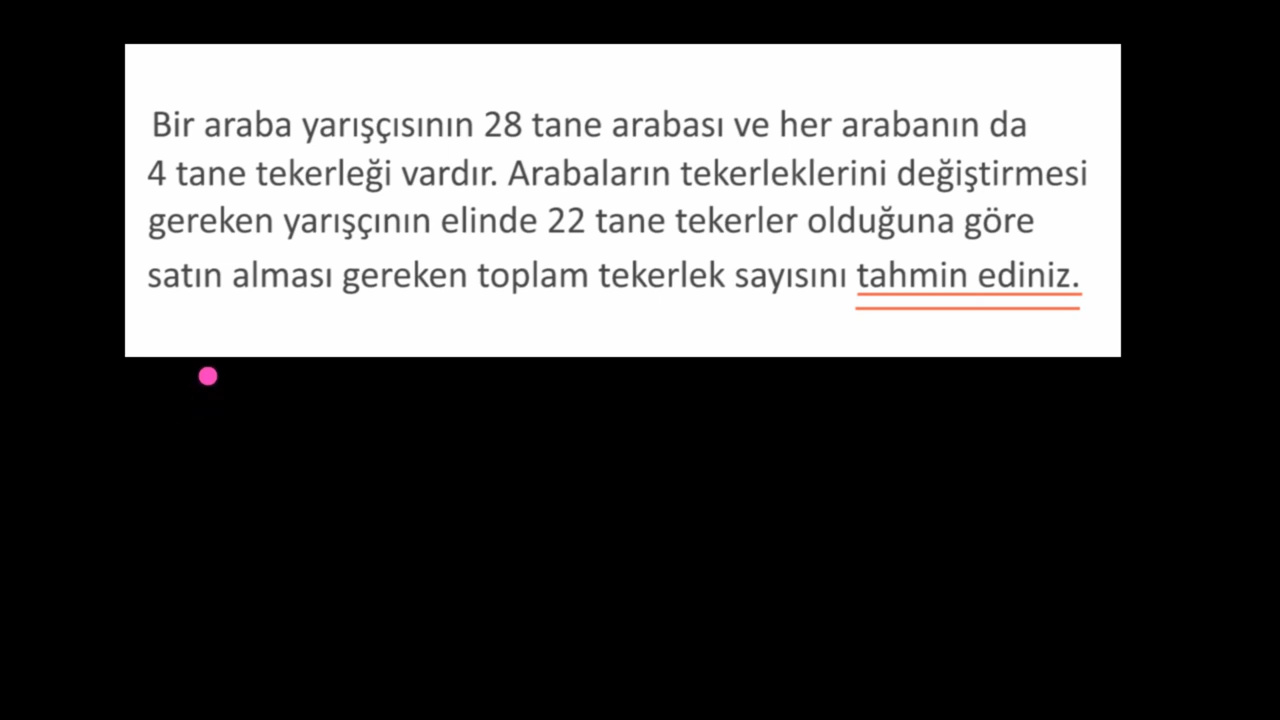 Bir araba yarışçısının 28 tane arabası ve her arabanın da
4 tane tekerleği vardır. Arabaların tekerleklerini değiştirmesi
gereken yarışçının elinde 22 tane tekerler olduğuna göre
satın alması gereken toplam tekerlek sayısını tahmin ediniz.